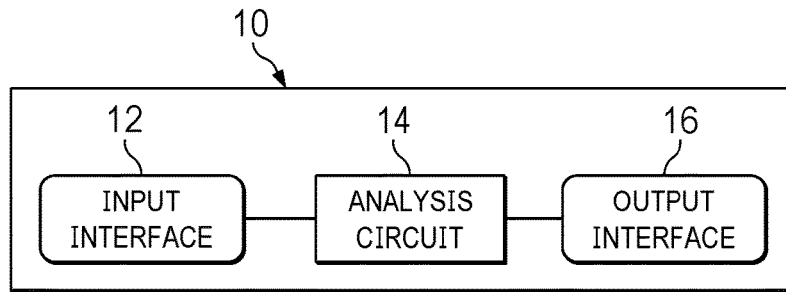 10
12
14
16
INPUT
INTERFACE
ANALYSIS
CIRCUIT
OUTPUT
INTERFACE